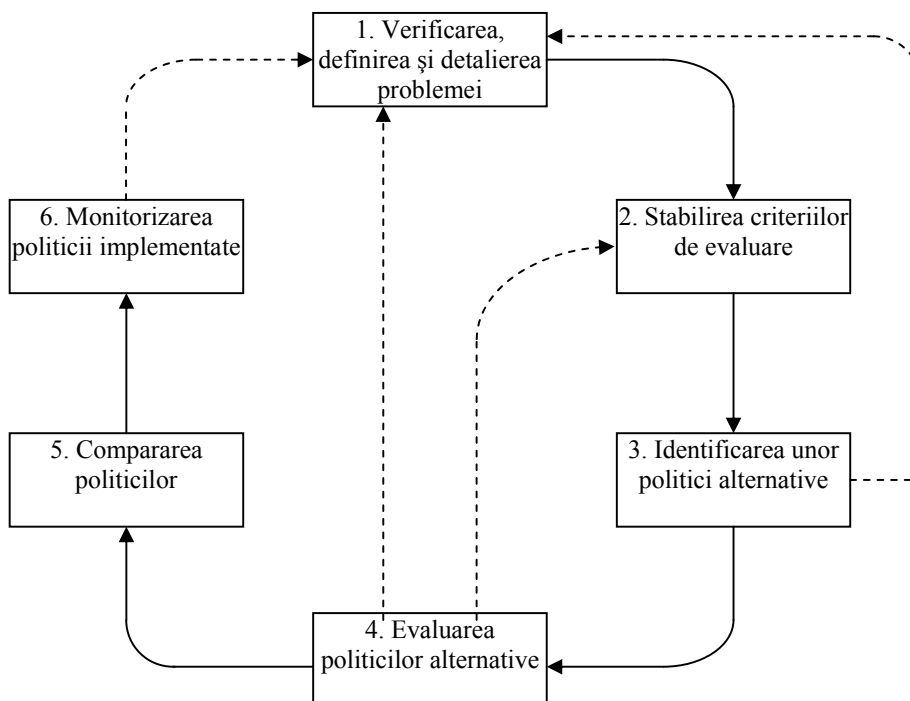 1. Verificarea,
definirea şi detalierea
problemei
2. Stabilirea criteriilor
de evaluare
3. Identificarea unor
politici alternative
4. Evaluarea
politicilor alternative
5. Compararea
politicilor
6. Monitorizarea
politicii implementate